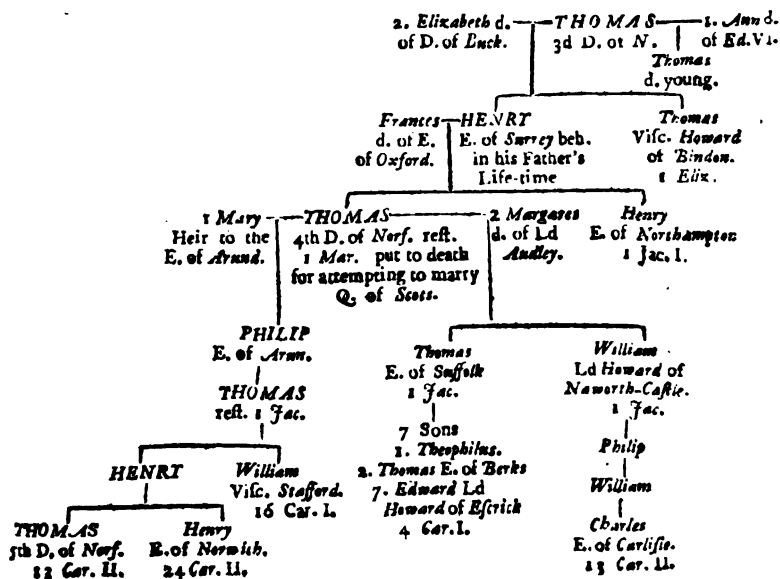 2. Elizabeth d. THOMAS 1. Ann d.
of D. of Buck. 3d D. of N. of Ed.VI.
Thomas
d. young.
Frances HENRY Thomas
d. of E. E. of Surrey beh. Visc. Howard
of Oxford. in his Father's of Bindon.
Life-time 1 Eliz.
1 Mary THOMAS 2 Margaret Henry
Heir to the 4th D. of Norf. rest. d. of Ld E. of Northampton
E. of Arund. 1 Mar. put to death Audley. 1 Jac. I.
for attempting to marry
Q. of Scots.
PHILIP
E. of Arun.
Thomas William
E. of Suffolk Ld Howard of
1 Jac. Naworth-Castle.
1 Jac.
THOMAS
rest. 1 Jac.
7 Sons
1. Theophilus.
2. Thomas E. of Berks
7. Edward Ld
Howard of Escrick
4 Car. I.
Philip
William
Charles
E. of Carlisle.
13 Car. II.
HENRY William
Visc. Stafford.
16 Car. I.
THOMAS Henry
5th D. of Norf. E. of Norwich.
12 Car. II. 24 Car. II.